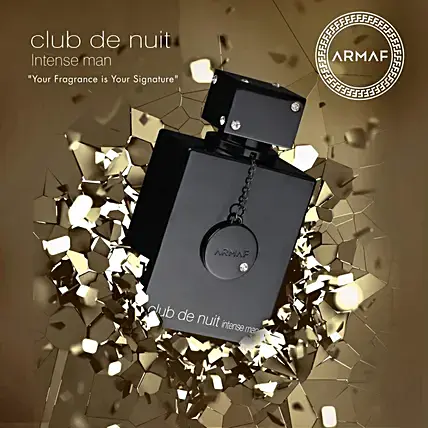 club de nuit
Intense man
"Your Fragrance is Your Signature"
ARMAF
ARMAF
club de nuit intense man